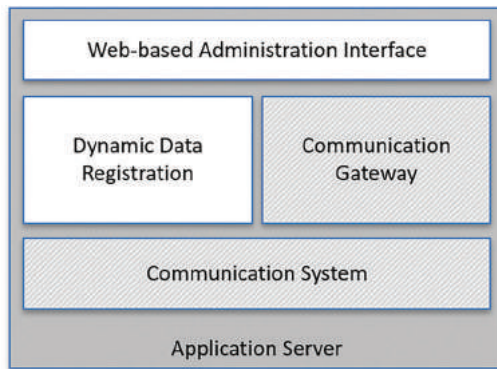 Web-based Administration Interface
Dynamic Data
Registration
Communication
Gateway
Communication System
Application Server